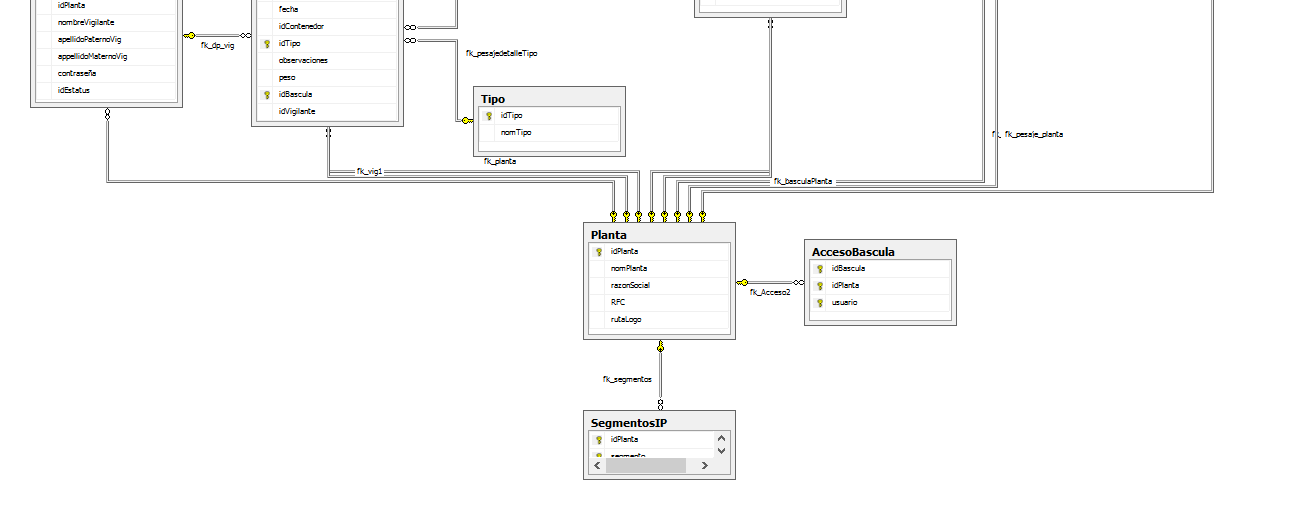 idPlanta
nombreVigilante
apellidoPaternoVig
appellidoMaternoVig
contraseña
idEstatus
fk_dp_vig
fecha
idContenedor
idTipo
observaciones
peso
idBascula
idVigilante
fk_pesajedetalleTipo
Tipo
idTipo
nomTipo
fk_planta
fk_vig1
fk_pesaje_planta
fk_basculaPlanta
Planta
idPlanta
nomPlanta
razonSocial
RFC
rutaLogo
AccesoBascula
idBascula
idPlanta
usuario
fk_Acceso2
fk_segmentos
SegmentosIP
idPlanta
segmento